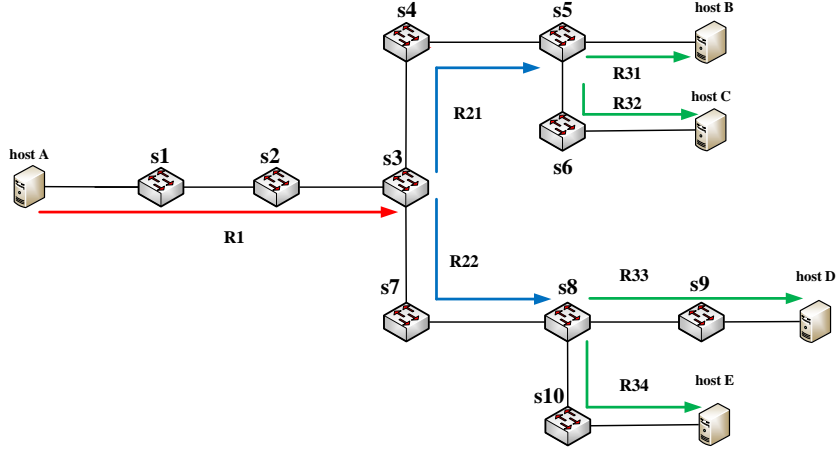 s4
s5
host B
R31
R21
R32
host C
s6
host A
s1
s2
s3
R1
R22
s7
s8
R33
s9
host D
s10
R34
host E